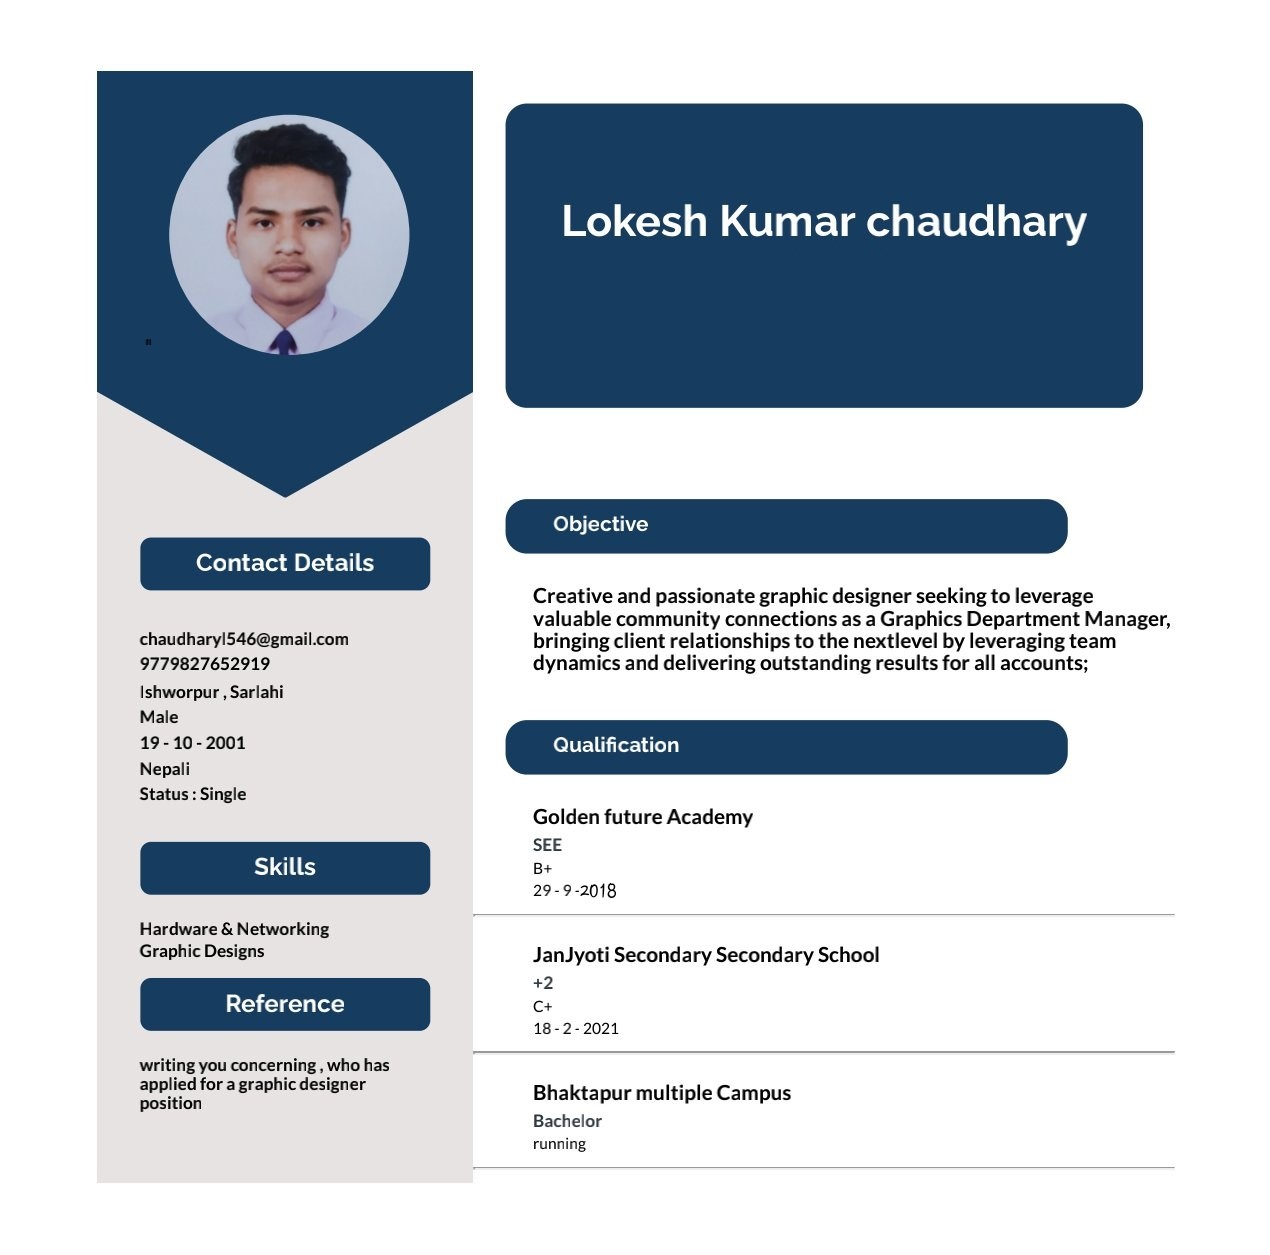 Lokesh Kumar chaudhary
Contact Details
chaudharyl546@gmail.com
9779827652919
Ishworpur , Sarlahi
Male
19 - 10 - 2001
Nepali
Status : Single
Skills
Hardware & Networking
Graphic Designs
Reference
writing you concerning , who has
applied for a graphic designer
position
Objective
Creative and passionate graphic designer seeking to leverage
valuable community connections as a Graphics Department Manager,
bringing client relationships to the nextlevel by leveraging team
dynamics and delivering outstanding results for all accounts;
Qualification
Golden future Academy
SEE
B+
29 - 9 -2018
JanJyoti Secondary Secondary School
+2
C+
18 - 2 - 2021
Bhaktapur multiple Campus
Bachelor
running